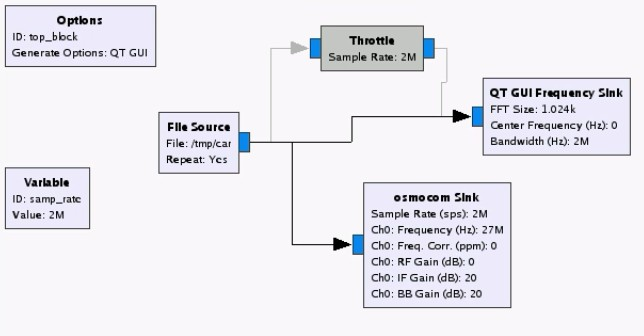 Options
ID: top_block
Generate Options: QT GUI
Throttle
Sample Rate: 2M
QT GUI Frequency Sink
FFT Size: 1.024k
Center Frequency (Hz): 0
Bandwidth (Hz): 2M
File Source
File: /tmp/car
Repeat: Yes
Variable
ID: samp_rate
Value: 2M
osmocom Sink
Sample Rate (sps): 2M
Ch0: Frequency (Hz): 27M
Ch0: Freq. Corr. (ppm): 0
Ch0: RF Gain (dB): 0
Ch0: IF Gain (dB): 20
Ch0: BB Gain (dB): 20